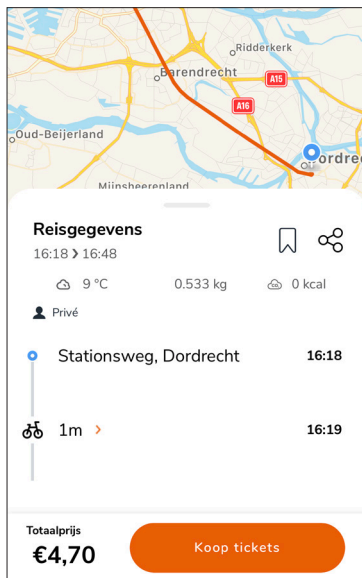 Ridderkerk
Barendrecht
A15
A16
Oud-Beijerland
Mijnsheerenland
Reisgegevens
16:18 > 16:48
9 °C 0.533 kg 0 kcal
Privé
Stationsweg, Dordrecht 16:18
1m > 16:19
Totaalprijs
€4,70
Koop tickets